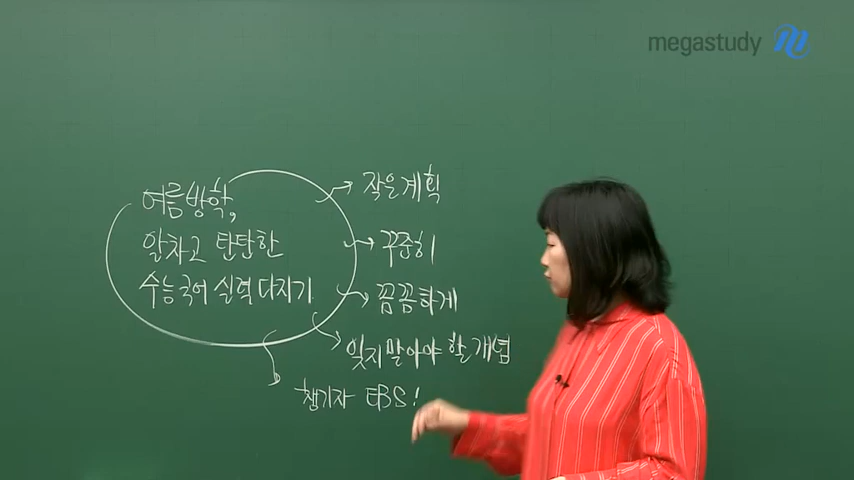 megastudy
여름방학,
알차고 탄탄한
수능국어 실력 다지기
작은계획
꾸준히
꼼꼼하게
잊지말아야 할 개념
챙기자 EBS!